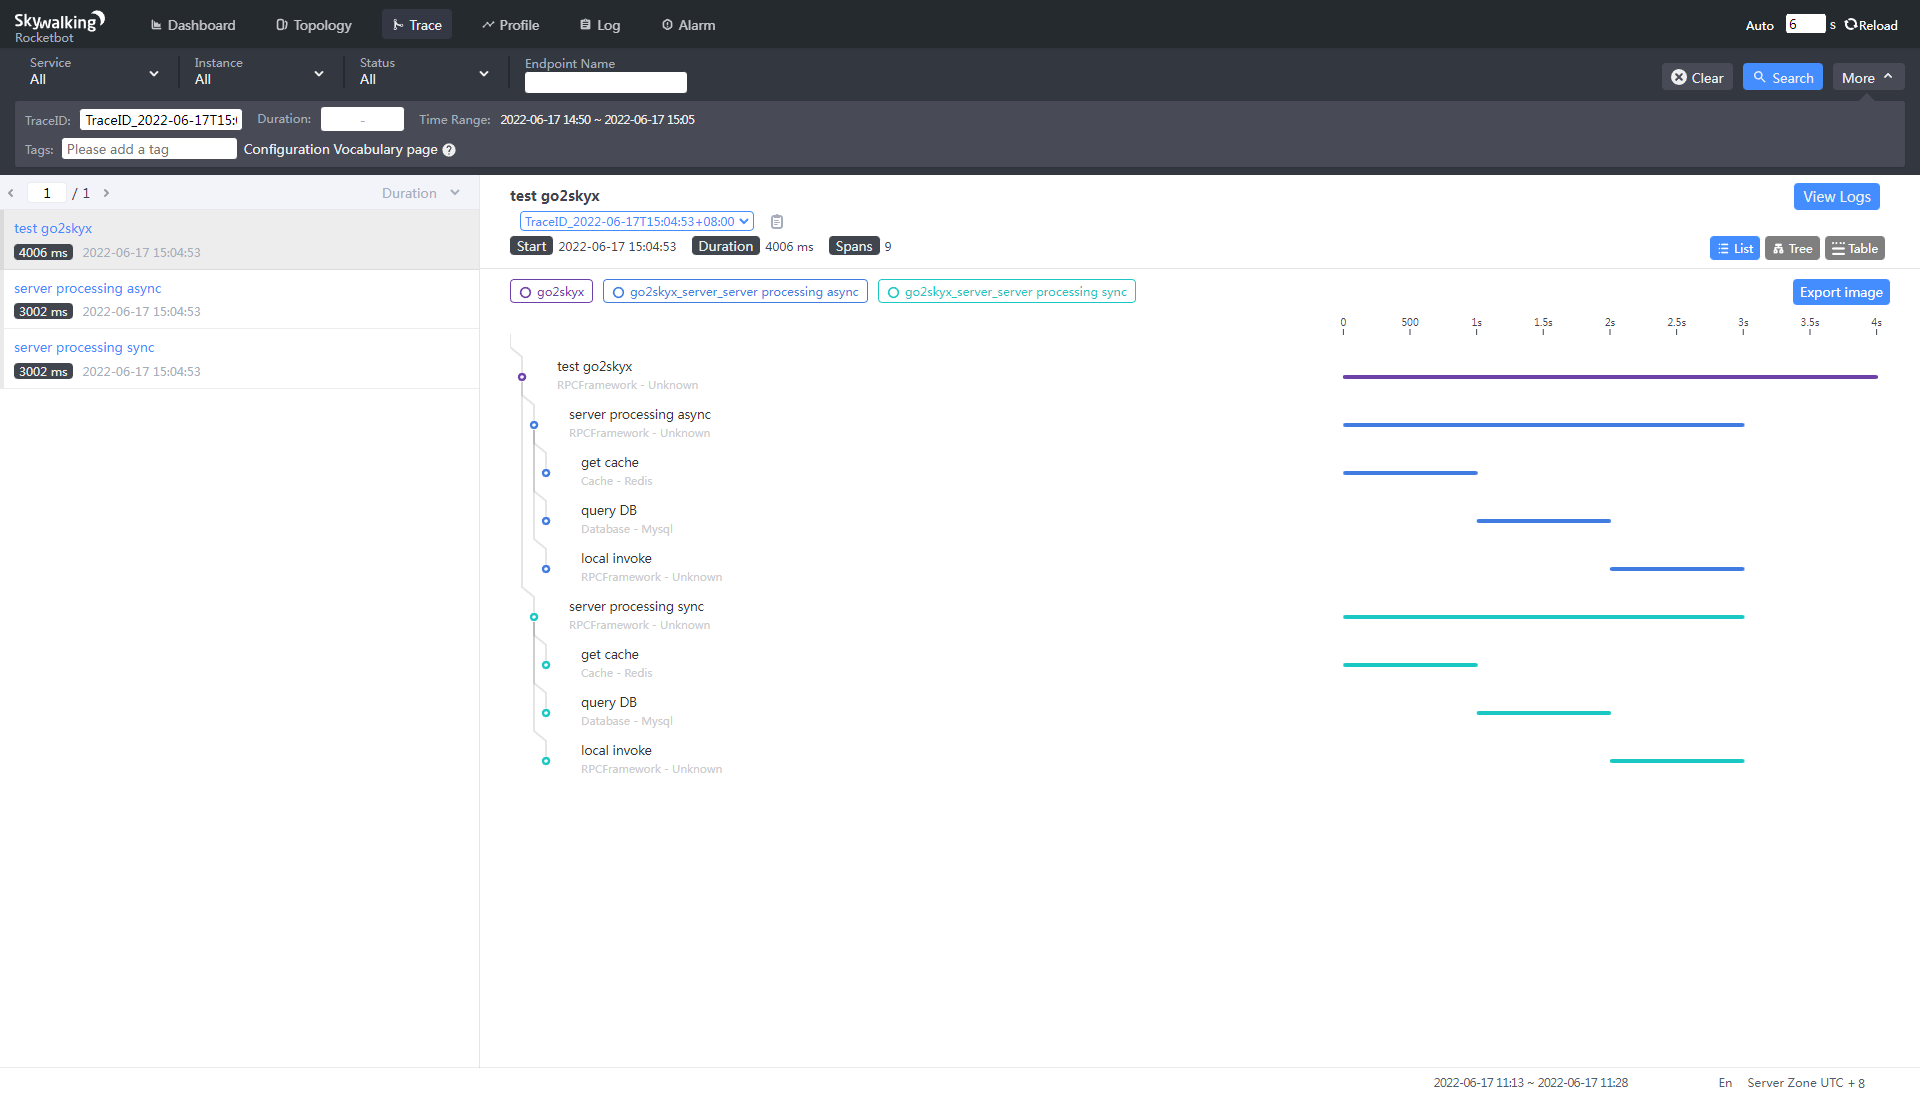 Skywalking
Rocketbot
Dashboard
Topology
Trace
Profile
Log
Alarm
Auto 6 s Reload
Service
All
Instance
All
Status
All
Endpoint Name
Clear
Search
More
TraceID: TraceID_2022-06-17T15:
Duration: -
Time Range: 2022-06-17 14:50 ~ 2022-06-17 15:05
Tags: Please add a tag
Configuration Vocabulary page ?
1 / 1
Duration
test go2skyx
4006 ms 2022-06-17 15:04:53
server processing async
3002 ms 2022-06-17 15:04:53
server processing sync
3002 ms 2022-06-17 15:04:53
test go2skyx
View Logs
TraceID_2022-06-17T15:04:53+08:00
Start 2022-06-17 15:04:53 Duration 4006 ms Spans 9
List Tree Table
go2skyx
go2skyx_server_server processing async
go2skyx_server_server processing sync
Export image
0 500 1s 1.5s 2s 2.5s 3s 3.5s 4s
test go2skyx
RPCFramework - Unknown
server processing async
RPCFramework - Unknown
get cache
Cache - Redis
query DB
Database - Mysql
local invoke
RPCFramework - Unknown
server processing sync
RPCFramework - Unknown
get cache
Cache - Redis
query DB
Database - Mysql
local invoke
RPCFramework - Unknown
2022-06-17 11:13 ~ 2022-06-17 11:28
En
Server Zone UTC + 8